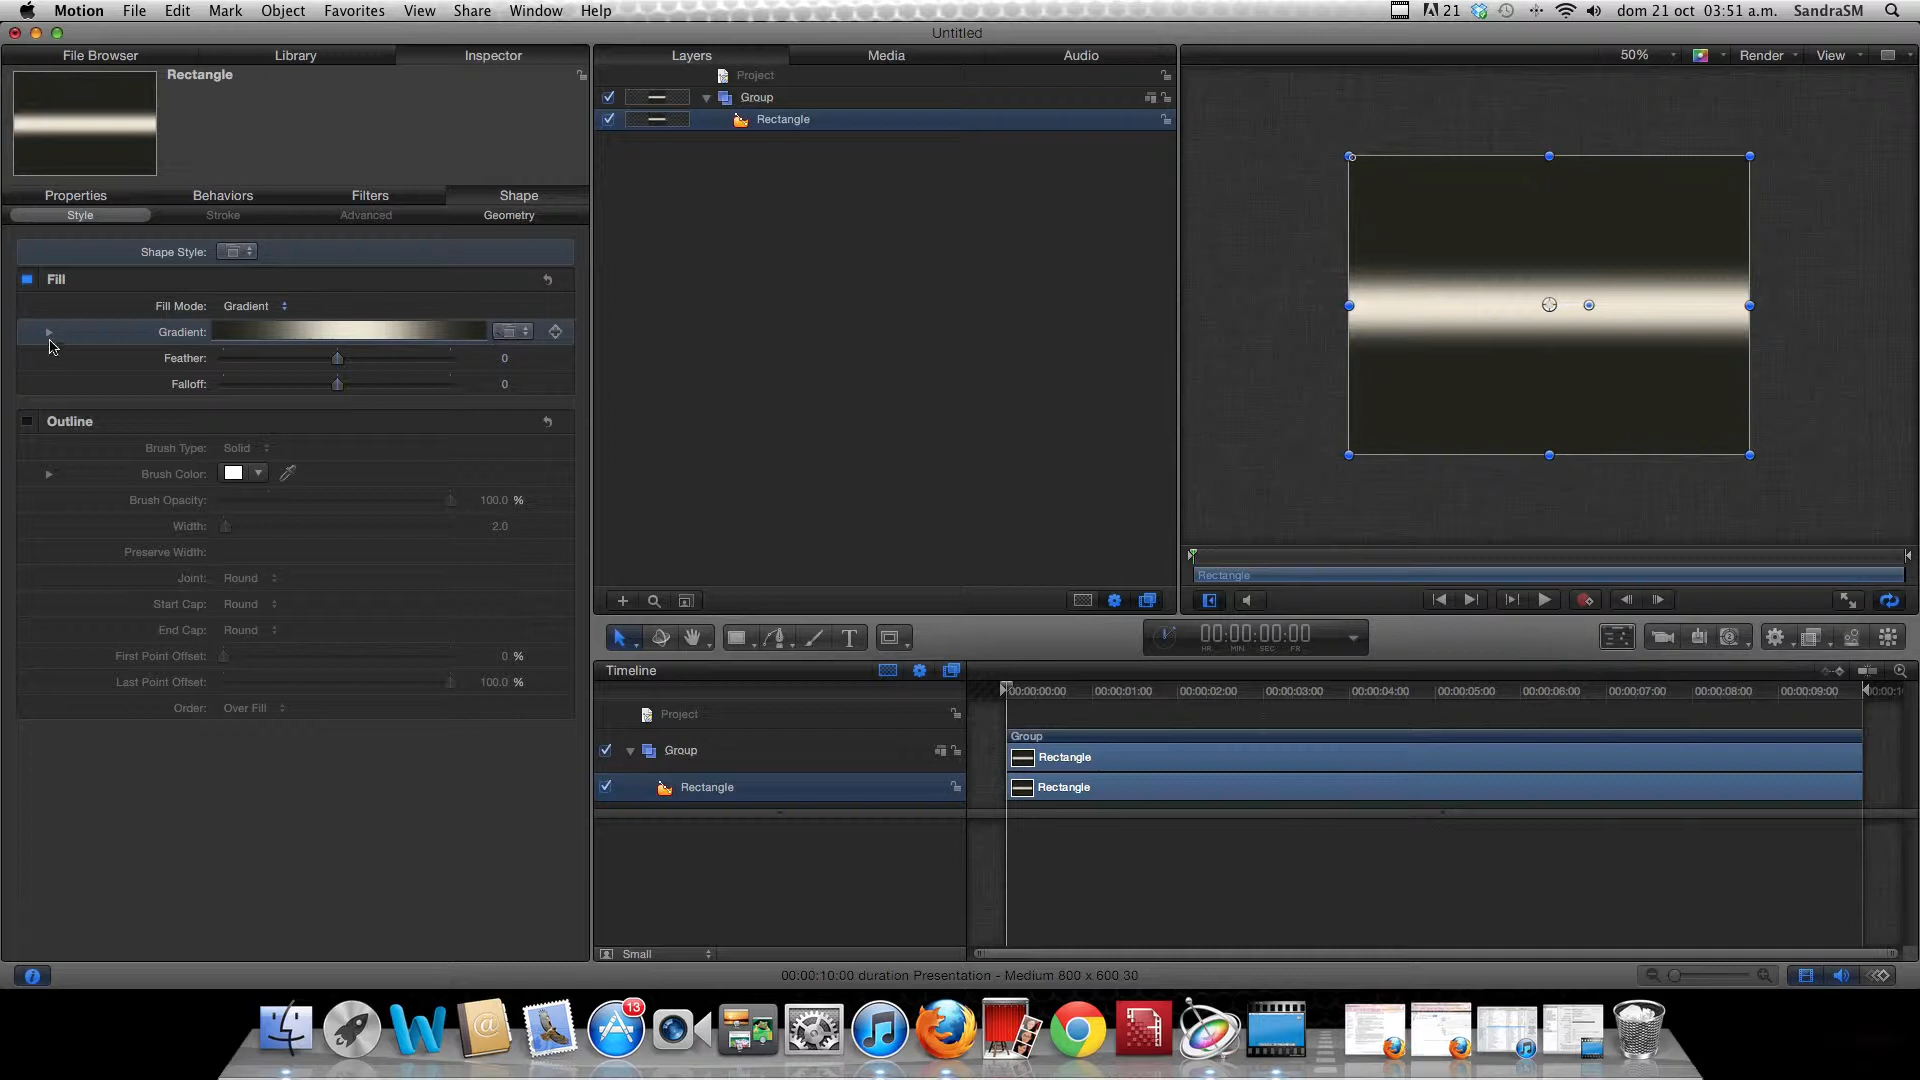 Motion File Edit Mark Object Favorites View Share Window Help 21 dom 21 oct 03:51 a.m. SandraSM
Untitled
File Browser Library Inspector Layers Media Audio 50% Render View
Rectangle
Project
Group
Rectangle
Properties Behaviors Filters Shape
Style Stroke Advanced Geometry
Shape Style:
Fill
Fill Mode: Gradient
Gradient:
Feather: 0
Falloff: 0
Outline
Brush Type: Solid
Brush Color:
Brush Opacity: 100.0 %
Width: 2.0
Preserve Width:
Joint: Round
Start Cap: Round
End Cap: Round
First Point Offset: 0 %
Last Point Offset: 100.0 %
Order: Over Fill
Rectangle
T
00:00:00:00
HR MIN SEC FR
Timeline
00:00:00:00 00:00:01:00 00:00:02:00 00:00:03:00 00:00:04:00 00:00:05:00 00:00:06:00 00:00:07:00 00:00:08:00 00:00:09:00
Project
Group
Group
Rectangle
Rectangle
Rectangle
Small
00:00:10:00 duration Presentation - Medium 800 x 600 30
13